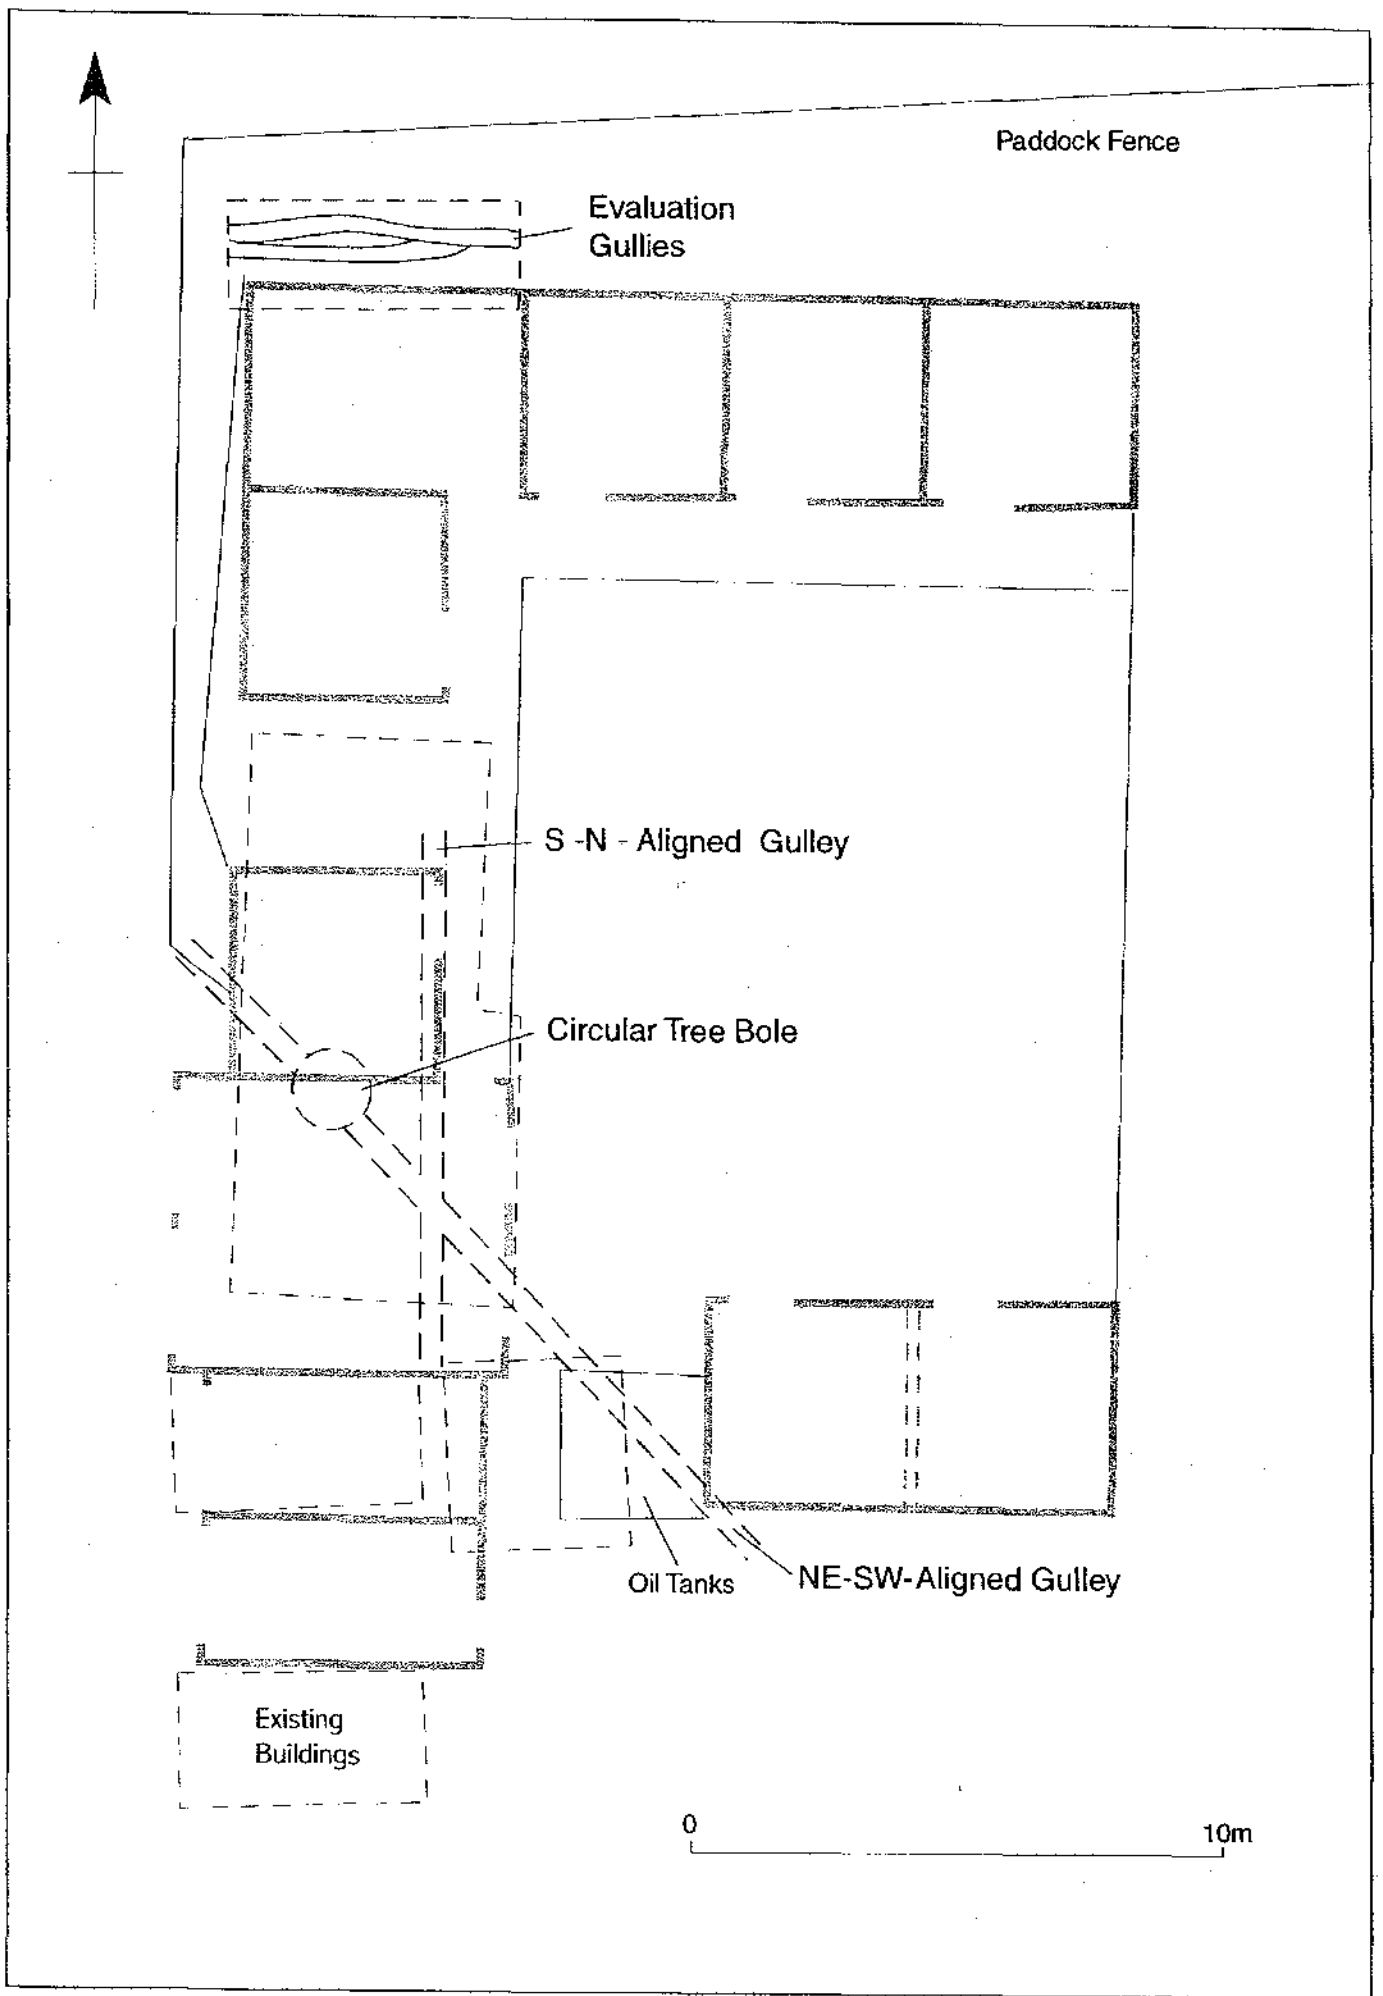 Paddock Fence
Evaluation
Gullies
S -N - Aligned Gulley
Circular Tree Bole
Oil Tanks
NE-SW-Aligned Gulley
Existing
Buildings
0
10m